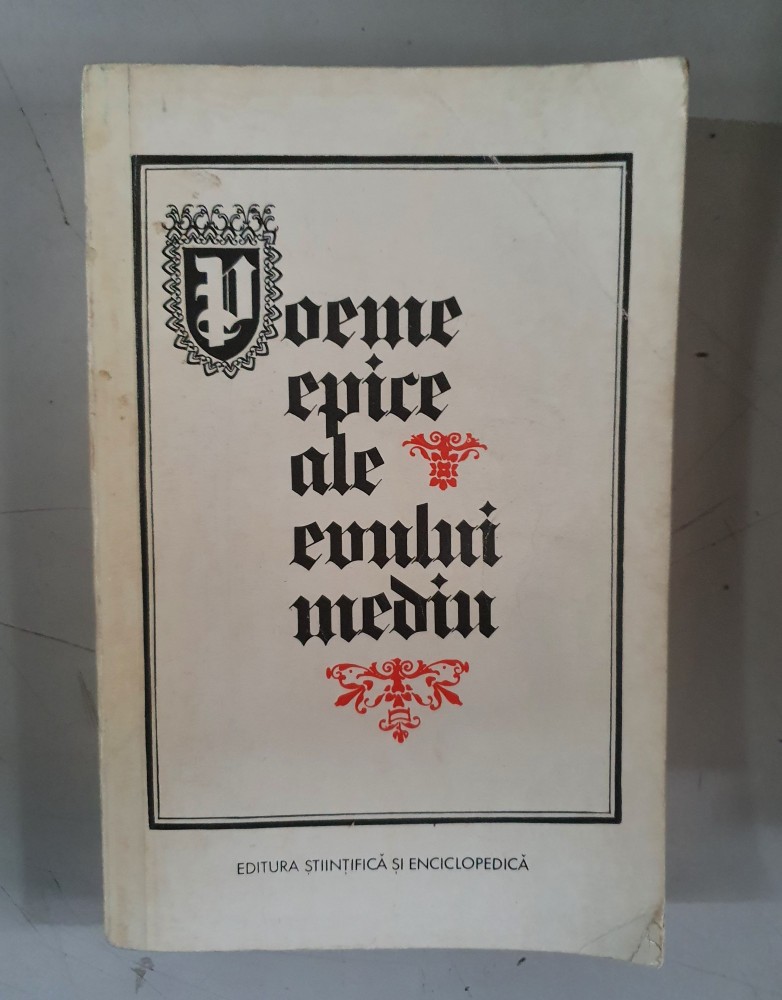 Poeme
epice
ale
evului
mediu
EDITURA ȘTIINȚIFICĂ ȘI ENCICLOPEDICĂ